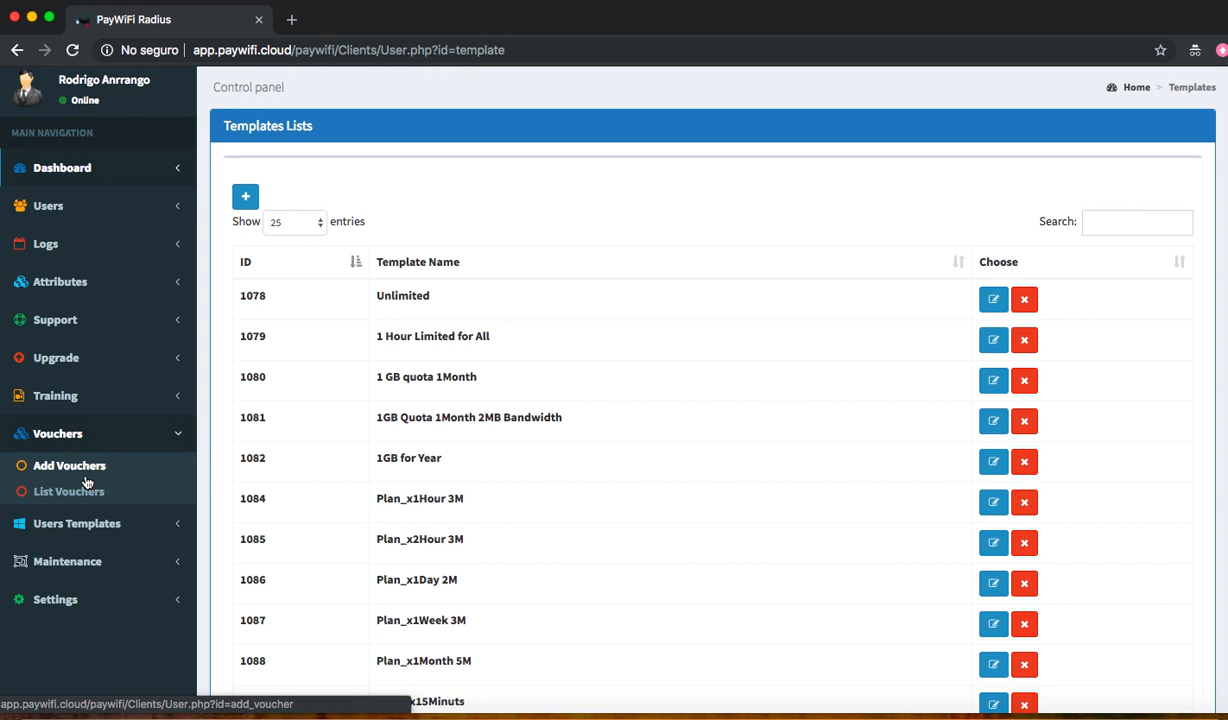 PayWiFi Radius
No seguro | app.paywifi.cloud/paywifi/Clients/User.php?id=template
Rodrigo Anrrango
Online
MAIN NAVIGATION
Dashboard
Users
Logs
Attributes
Support
Upgrade
Training
Vouchers
Add Vouchers
List Vouchers
Users Templates
Maintenance
Settings
app.paywifi.cloud/paywifi/Clients/User.php?id=add_voucher
Control panel
Home > Templates
Templates Lists
+
Show 25 entries
Search:
ID Template Name Choose
1078 Unlimited
1079 1 Hour Limited for All
1080 1 GB quota 1Month
1081 1GB Quota 1Month 2MB Bandwidth
1082 1GB for Year
1084 Plan_x1Hour 3M
1085 Plan_x2Hour 3M
1086 Plan_x1Day 2M
1087 Plan_x1Week 3M
1088 Plan_x1Month 5M
x15Minuts